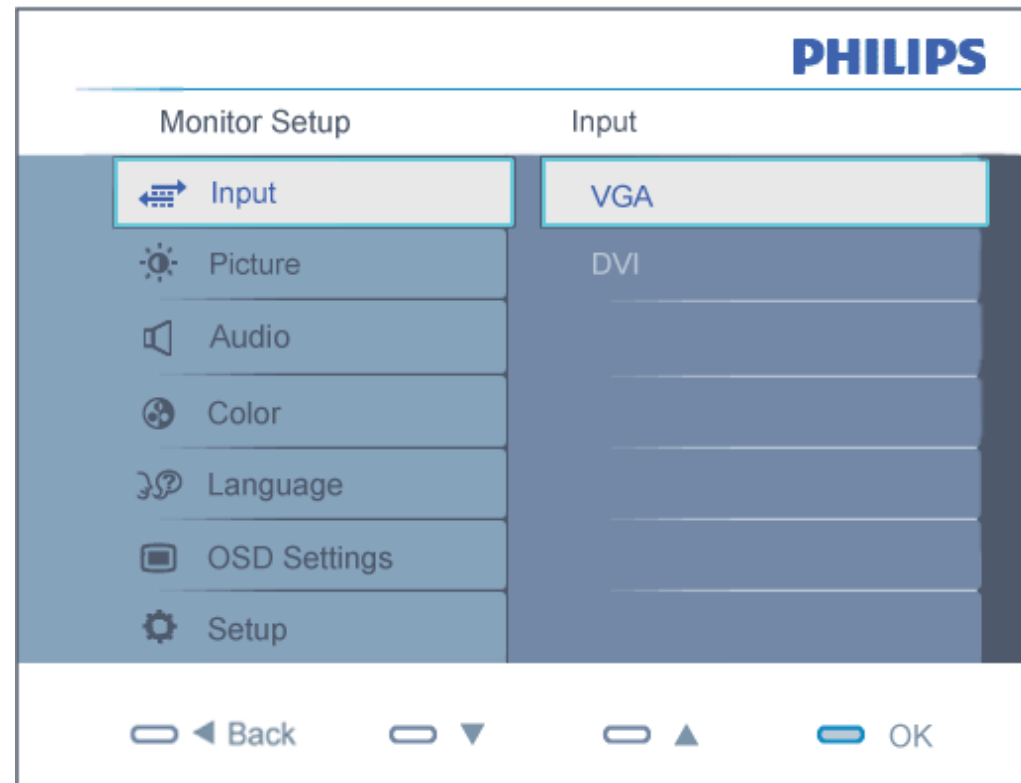 PHILIPS
Monitor Setup
Input
Input
VGA
Picture
DVI
Audio
Color
Language
OSD Settings
Setup
Back
OK